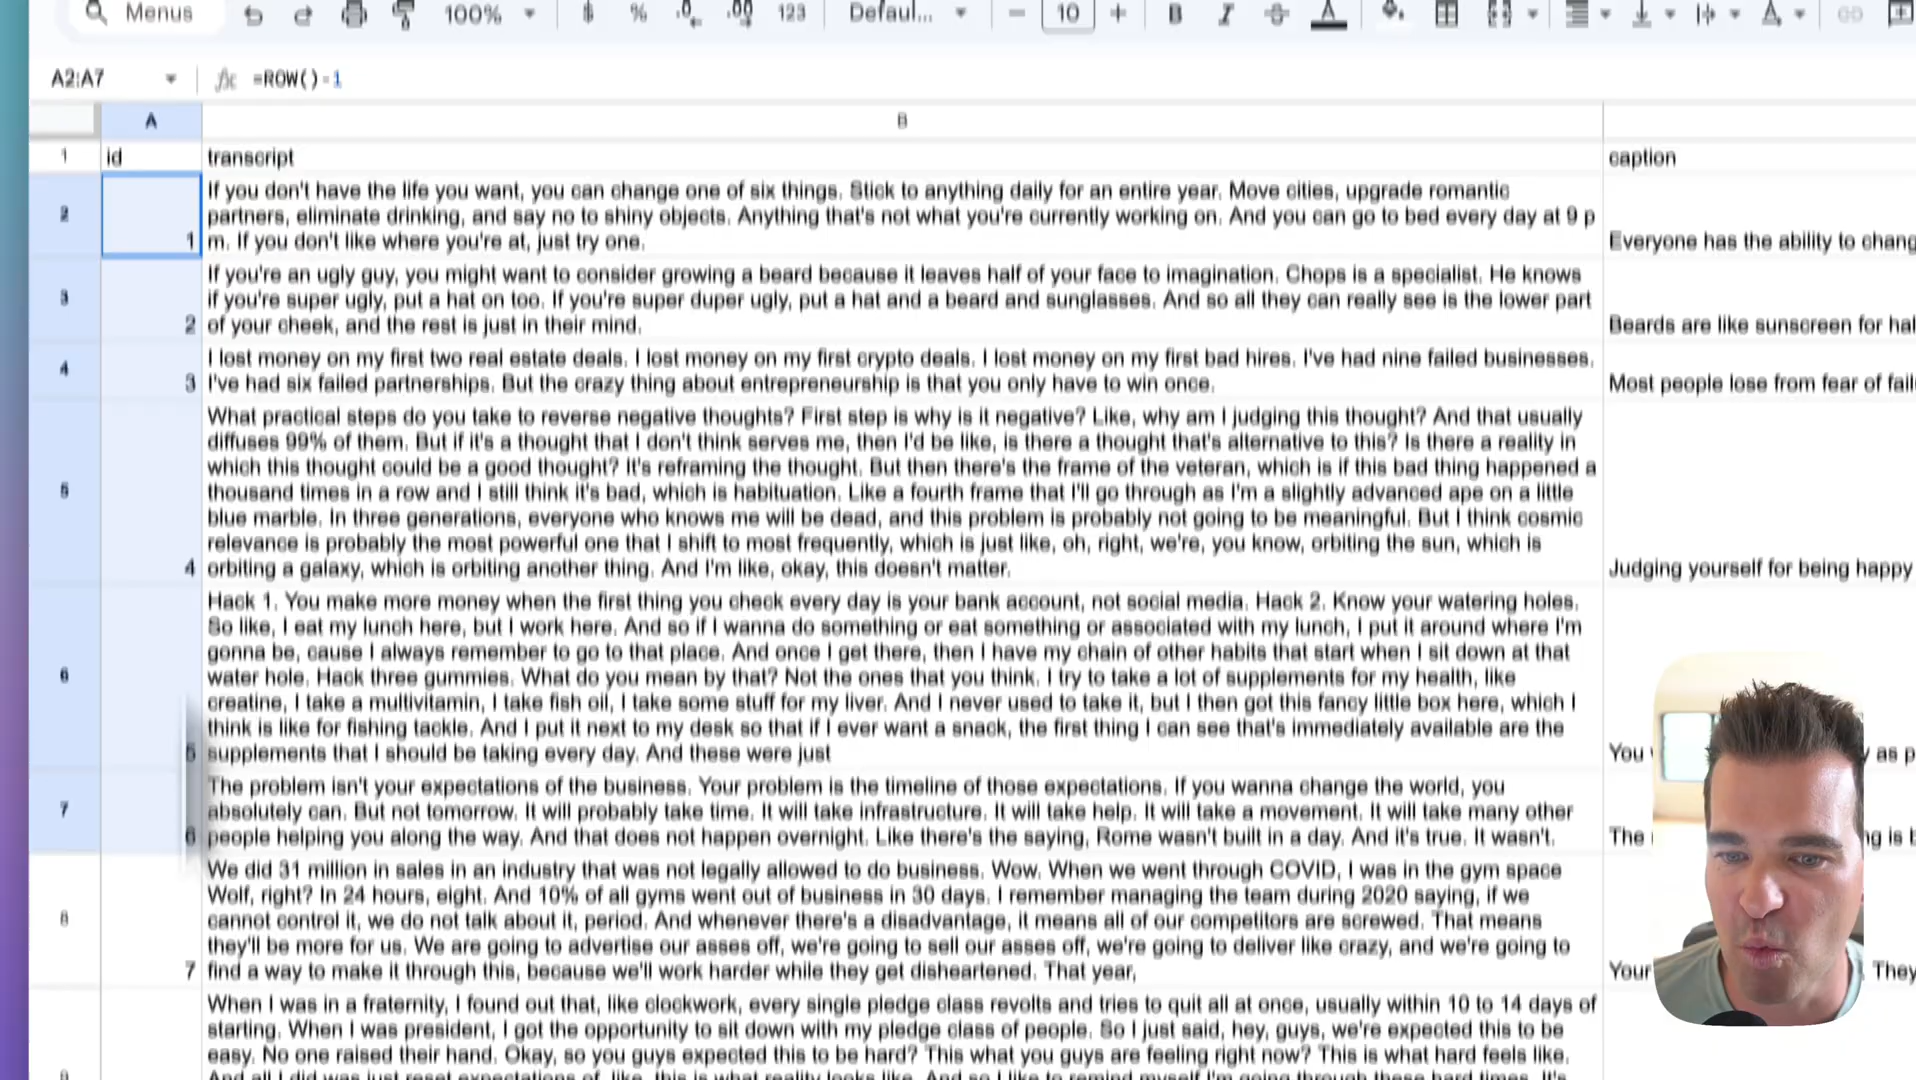 Menus
100%
$ % .0 .00 123 Defaul... − 10 + B I A
A2:A7 fx =ROW()-1
A B
1 id transcript caption
2 1 If you don't have the life you want, you can change one of six things. Stick to anything daily for an entire year. Move cities, upgrade romantic
partners, eliminate drinking, and say no to shiny objects. Anything that's not what you're currently working on. And you can go to bed every day at 9 p
m. If you don't like where you're at, just try one. Everyone has the ability to chang
3 2 If you're an ugly guy, you might want to consider growing a beard because it leaves half of your face to imagination. Chops is a specialist. He knows
if you're super ugly, put a hat on too. If you're super duper ugly, put a hat and a beard and sunglasses. And so all they can really see is the lower part
of your cheek, and the rest is just in their mind. Beards are like sunscreen for hal
4 3 I lost money on my first two real estate deals. I lost money on my first crypto deals. I lost money on my first bad hires. I've had nine failed businesses.
I've had six failed partnerships. But the crazy thing about entrepreneurship is that you only have to win once. Most people lose from fear of fail
5 4 What practical steps do you take to reverse negative thoughts? First step is why is it negative? Like, why am I judging this thought? And that usually
diffuses 99% of them. But if it's a thought that I don't think serves me, then I'd be like, is there a thought that's alternative to this? Is there a reality in
which this thought could be a good thought? It's reframing the thought. But then there's the frame of the veteran, which is if this bad thing happened a
thousand times in a row and I still think it's bad, which is habituation. Like a fourth frame that I'll go through as I'm a slightly advanced ape on a little
blue marble. In three generations, everyone who knows me will be dead, and this problem is probably not going to be meaningful. But I think cosmic
relevance is probably the most powerful one that I shift to most frequently, which is just like, oh, right, we're, you know, orbiting the sun, which is
orbiting a galaxy, which is orbiting another thing. And I'm like, okay, this doesn't matter. Judging yourself for being happy
6 5 Hack 1. You make more money when the first thing you check every day is your bank account, not social media. Hack 2. Know your watering holes.
So like, I eat my lunch here, but I work here. And so if I wanna do something or eat something or associated with my lunch, I put it around where I'm
gonna be, cause I always remember to go to that place. And once I get there, then I have my chain of other habits that start when I sit down at that
water hole. Hack three gummies. What do you mean by that? Not the ones that you think. I try to take a lot of supplements for my health, like
creatine, I take a multivitamin, I take fish oil, I take some stuff for my liver. And I never used to take it, but I then got this fancy little box here, which I
think is like for fishing tackle. And I put it next to my desk so that if I ever want a snack, the first thing I can see that's immediately available are the
supplements that I should be taking every day. And these were just You as p
7 6 The problem isn't your expectations of the business. Your problem is the timeline of those expectations. If you wanna change the world, you
absolutely can. But not tomorrow. It will probably take time. It will take infrastructure. It will take help. It will take a movement. It will take many other
people helping you along the way. And that does not happen overnight. Like there's the saying, Rome wasn't built in a day. And it's true. It wasn't. The ng is b
8 7 We did 31 million in sales in an industry that was not legally allowed to do business. Wow. When we went through COVID, I was in the gym space
Wolf, right? In 24 hours, eight. And 10% of all gyms went out of business in 30 days. I remember managing the team during 2020 saying, if we
cannot control it, we do not talk about it, period. And whenever there's a disadvantage, it means all of our competitors are screwed. That means
they'll be more for us. We are going to advertise our asses off, we're going to sell our asses off, we're going to deliver like crazy, and we're going to
find a way to make it through this, because we'll work harder while they get disheartened. That year, Your They
When I was in a fraternity, I found out that, like clockwork, every single pledge class revolts and tries to quit all at once, usually within 10 to 14 days of
starting. When I was president, I got the opportunity to sit down with my pledge class of people. So I just said, hey, guys, we're expected this to be
easy. No one raised their hand. Okay, so you guys expected this to be hard? This what you guys are feeling right now? This is what hard feels like.
And all I did was just reset expectations of, like, this is what reality looks like. And so I like to remind myself I'm going through these hard times. It's